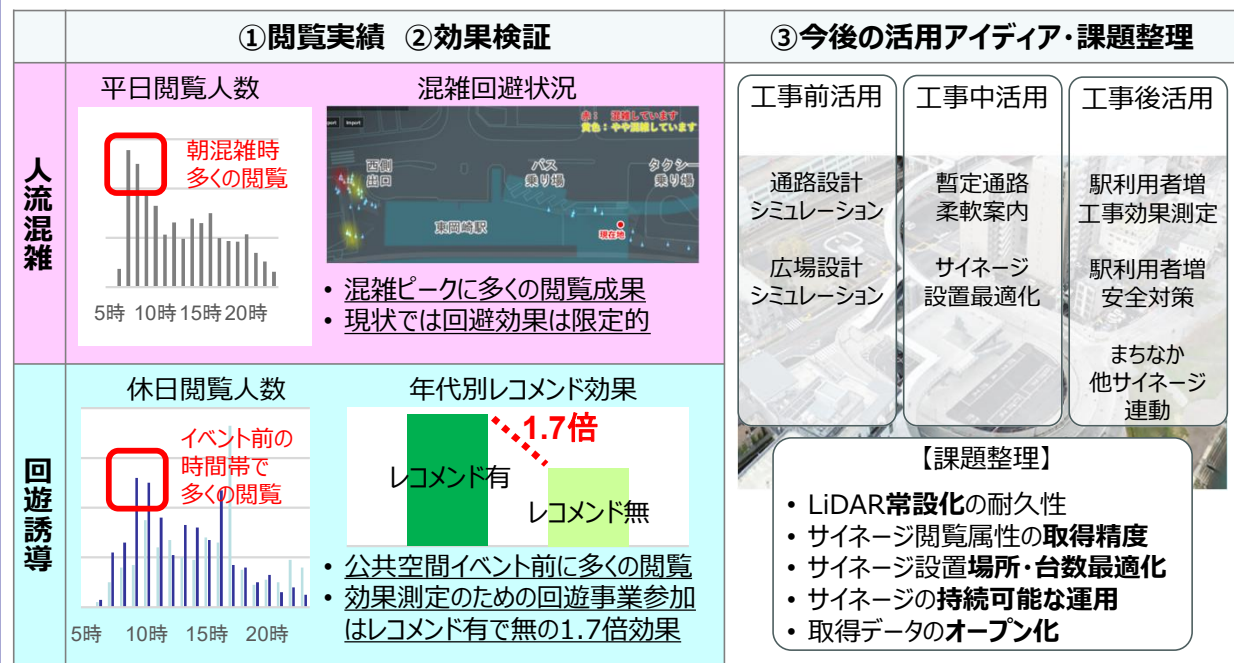 ①閲覧実績 ②効果検証
③今後の活用アイディア・課題整理
人流混雑
平日閲覧人数
朝混雑時
多くの閲覧
5時 10時 15時 20時
混雑回避状況
Import
赤： 混雑しています
黄色：やや混雑しています
西側
出口
バス
乗り場
タクシー
乗り場
東岡崎駅
現在地
• 混雑ピークに多くの閲覧成果
• 現状では回避効果は限定的
回遊誘導
休日閲覧人数
イベント前の
時間帯で
多くの閲覧
5時 10時 15時 20時
年代別レコメンド効果
1.7倍
レコメンド有
レコメンド無
• 公共空間イベント前に多くの閲覧
• 効果測定のための回遊事業参加
はレコメンド有で無の1.7倍効果
工事前活用
通路設計
シミュレーション
広場設計
シミュレーション
工事中活用
暫定通路
柔軟案内
サイネージ
設置最適化
工事後活用
駅利用者増
工事効果測定
駅利用者増
安全対策
まちなか
他サイネージ
連動
【課題整理】
• LiDAR常設化の耐久性
• サイネージ閲覧属性の取得精度
• サイネージ設置場所・台数最適化
• サイネージの持続可能な運用
• 取得データのオープン化